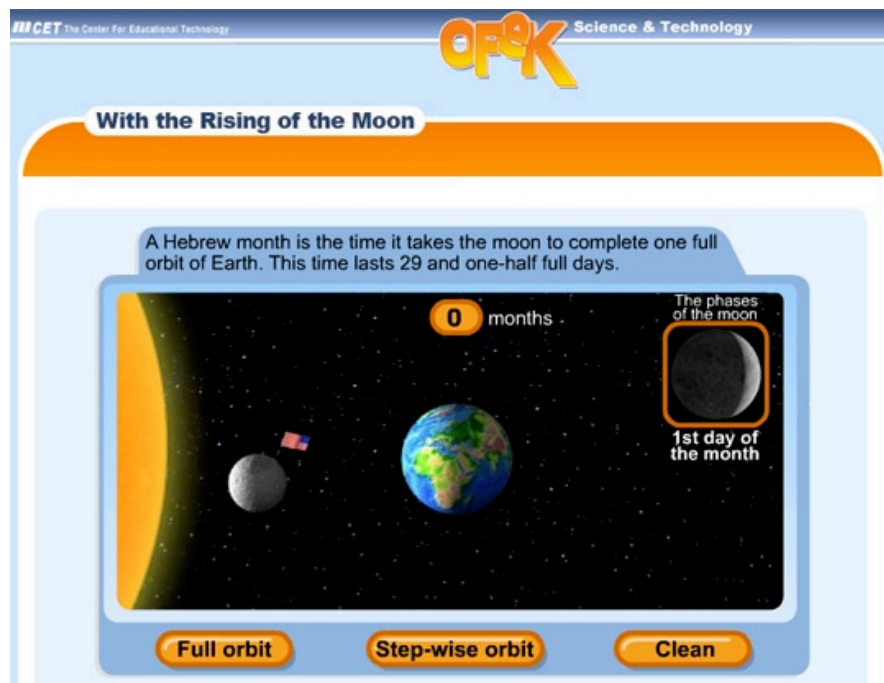 CET The Center For Educational Technology
OFEK Science & Technology
With the Rising of the Moon
A Hebrew month is the time it takes the moon to complete one full
orbit of Earth. This time lasts 29 and one-half full days.
0 months
The phases
of the moon
1st day of
the month
Full orbit
Step-wise orbit
Clean